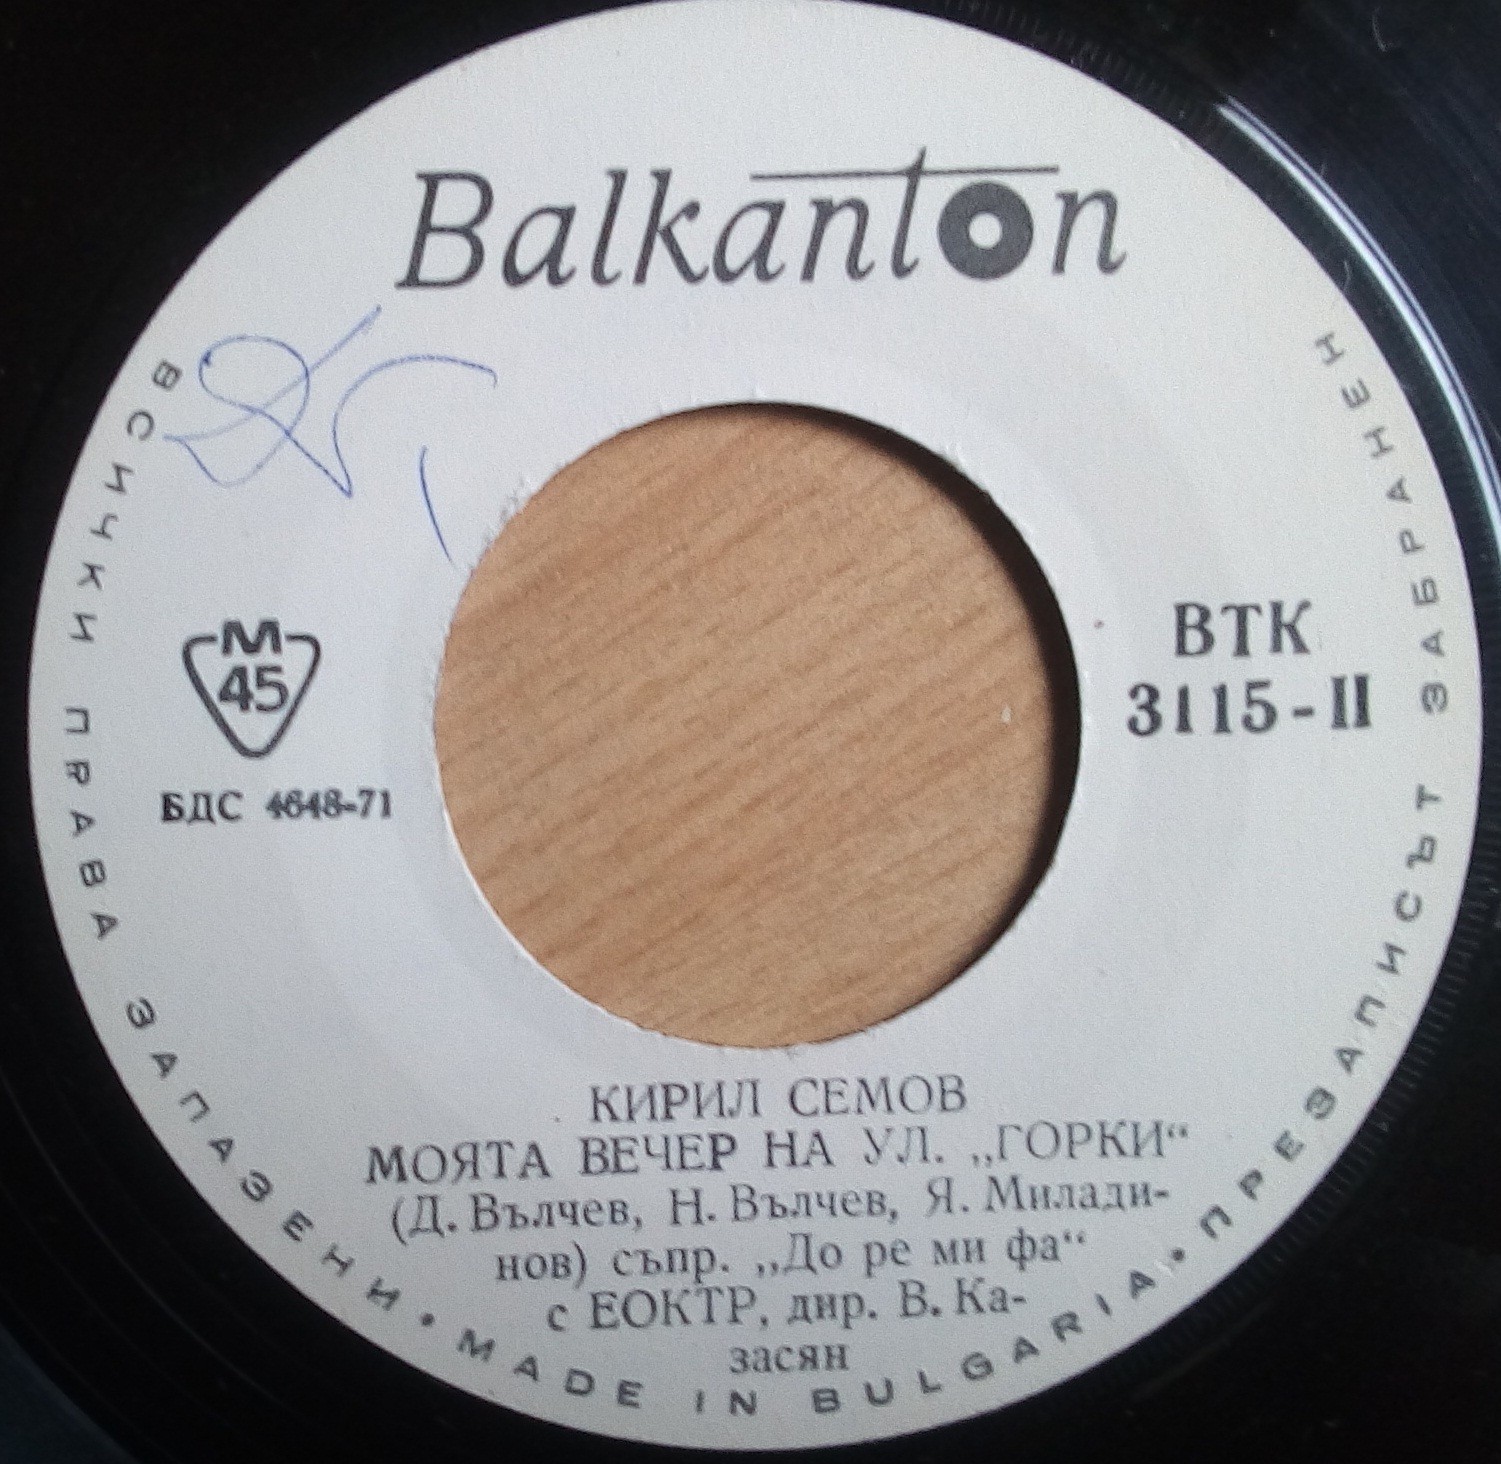 Balkanton
M
45
БДС 4648-71
ВТК
3115-II
КИРИЛ СЕМОВ
МОЯТА ВЕЧЕР НА УЛ. „ГОРКИ“
(Д. Вълчев, Н. Вълчев, Я. Милади-
нов) съпр. „До ре ми фа“
с ЕОКТР, дир. В. Ка-
засян
ВСИЧКИ ПРАВА ЗАПАЗЕНИ • MADE IN BULGARIA • ПРЕЗАПИСЪТ ЗАБРАНЕН